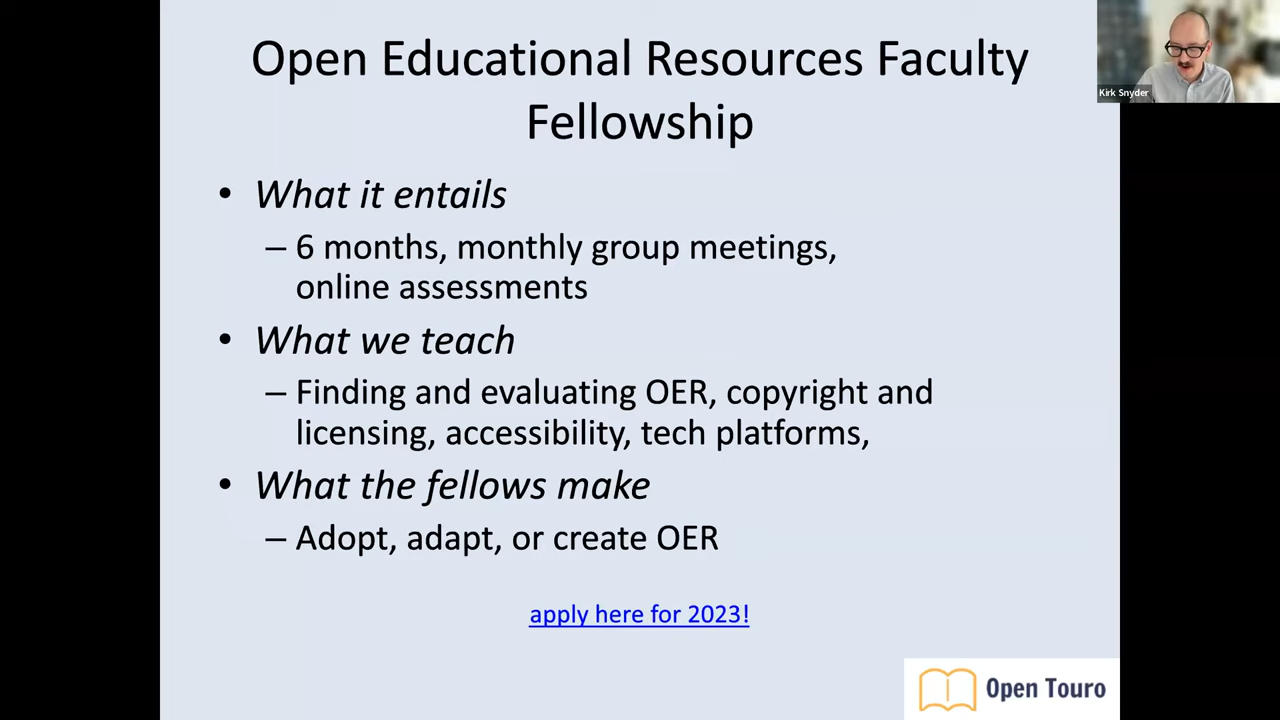 Open Educational Resources Faculty
Fellowship
Kirk Snyder
• What it entails
– 6 months, monthly group meetings,
online assessments
• What we teach
– Finding and evaluating OER, copyright and
licensing, accessibility, tech platforms,
• What the fellows make
– Adopt, adapt, or create OER
apply here for 2023!
Open Touro